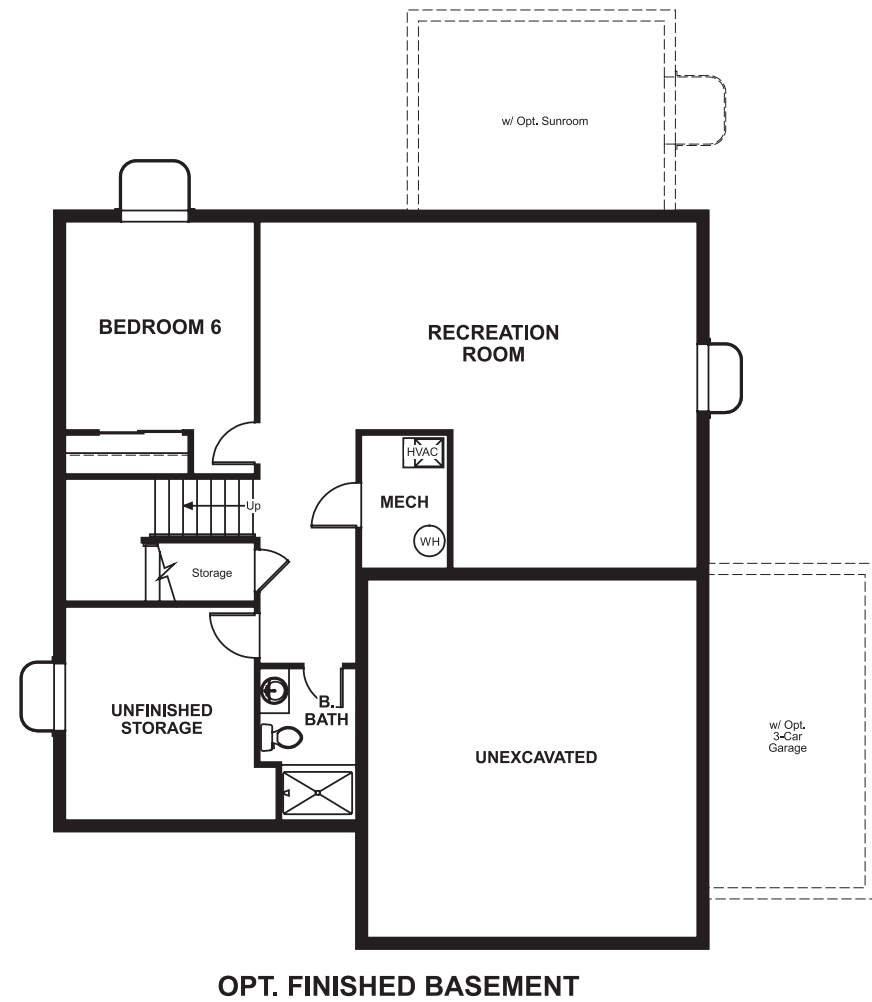 w/ Opt. Sunroom
BEDROOM 6
RECREATION
ROOM
HVAC
MECH
Up
WH
Storage
UNFINISHED
STORAGE
B.
BATH
w/ Opt.
3-Car
Garage
UNEXCAVATED
OPT. FINISHED BASEMENT